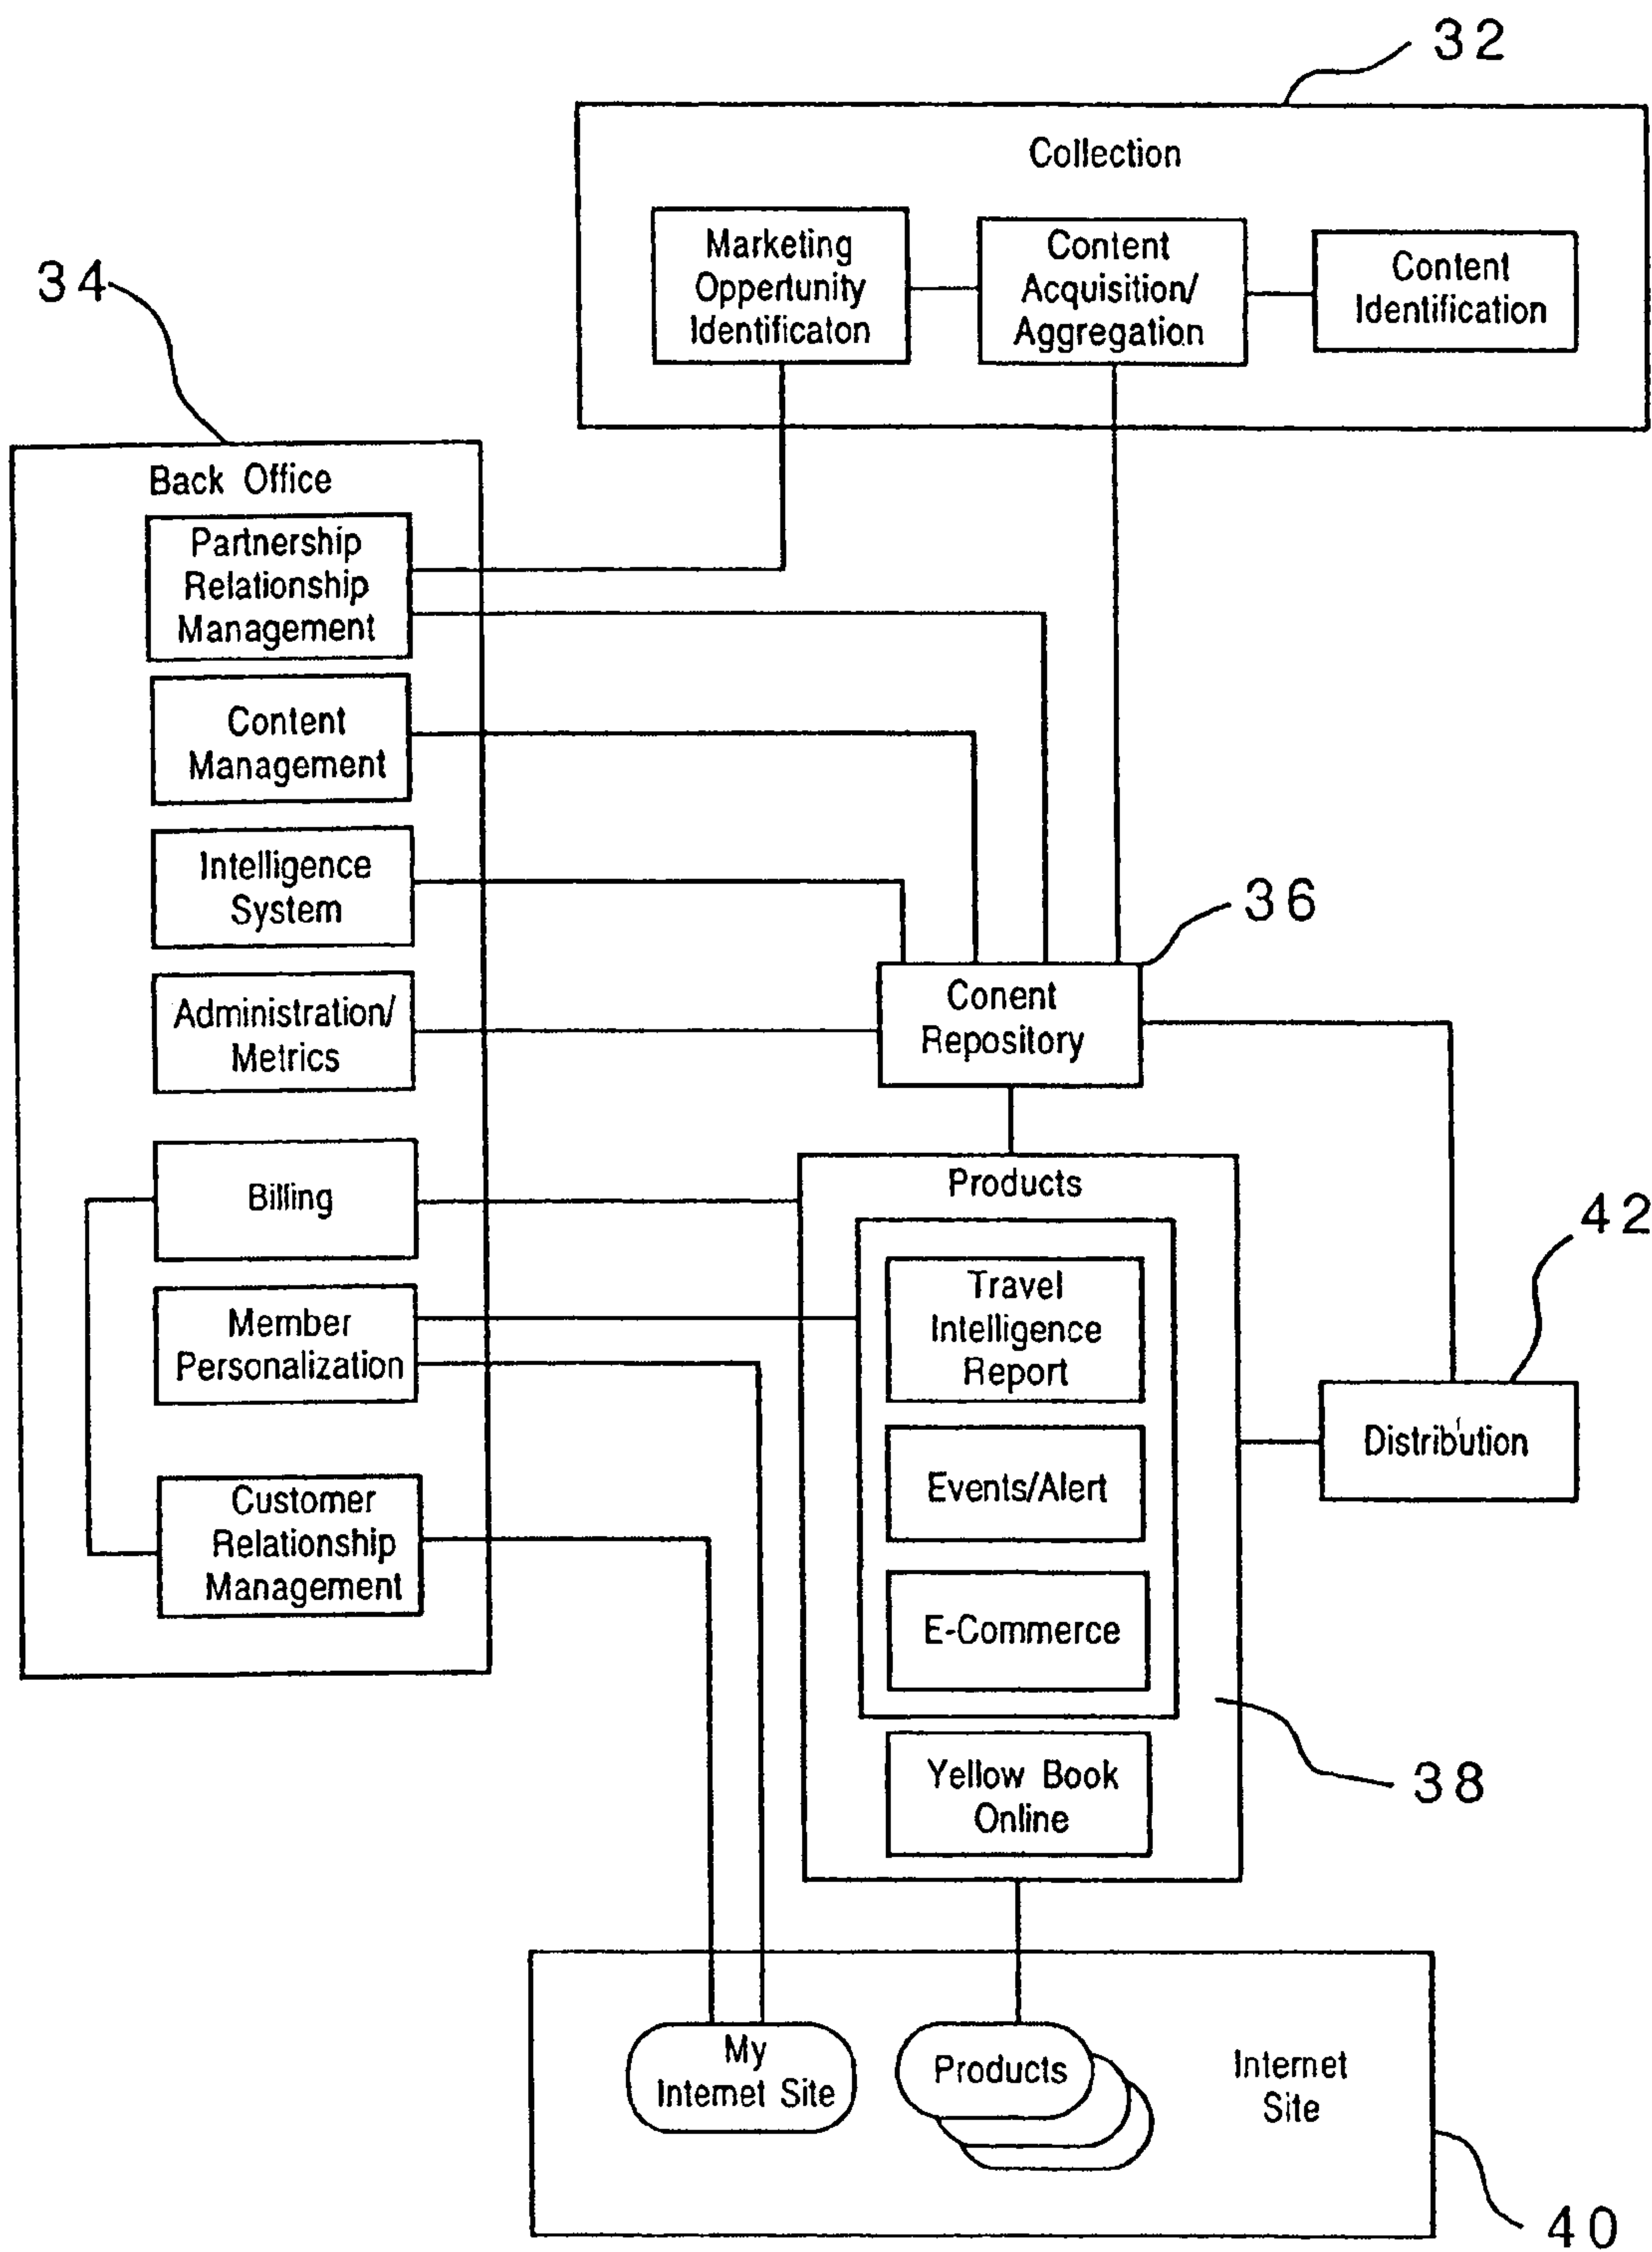 32
Collection
Marketing
Oppertunity
Identificaton
Content
Acquisition/
Aggregation
Content
Identification
34
Back Office
Partnership
Relationship
Management
Content
Management
Intelligence
System
Administration/
Metrics
Billing
Member
Personalization
Customer
Relationship
Management
36
Conent
Repository
Products
Travel
Intelligence
Report
Events/Alert
E-Commerce
Yellow Book
Online
38
42
Distribution
My
Internet Site
Products
Internet
Site
40